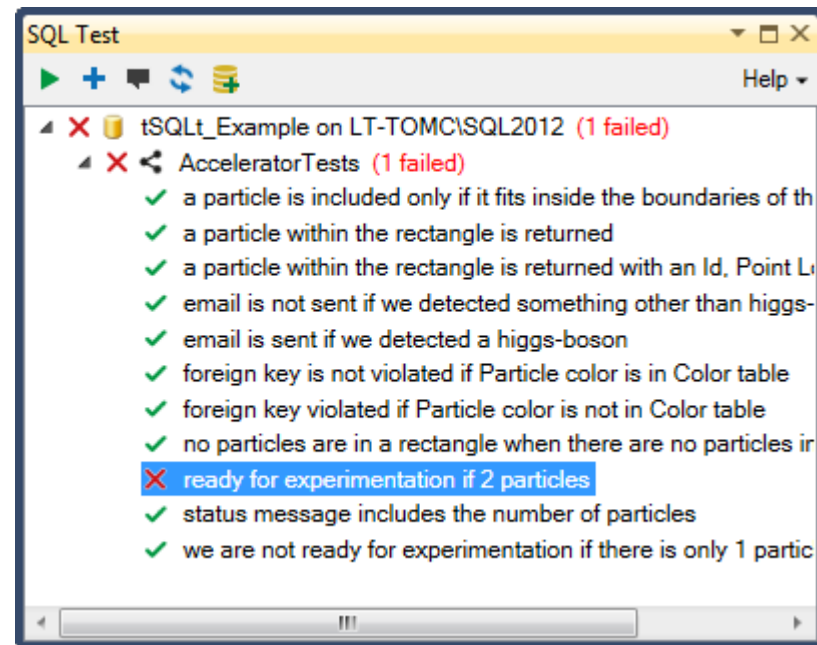 SQL Test
Help
tSQLt_Example on LT-TOMC\SQL2012 (1 failed)
AcceleratorTests (1 failed)
a particle is included only if it fits inside the boundaries of th
a particle within the rectangle is returned
a particle within the rectangle is returned with an Id, Point
email is not sent if we detected something other than higgs-
email is sent if we detected a higgs-boson
foreign key is not violated if Particle color is in Color table
foreign key violated if Particle color is not in Color table
no particles are in a rectangle when there are no particles
ready for experimentation if 2 particles
status message includes the number of particles
we are not ready for experimentation if there is only 1 partic